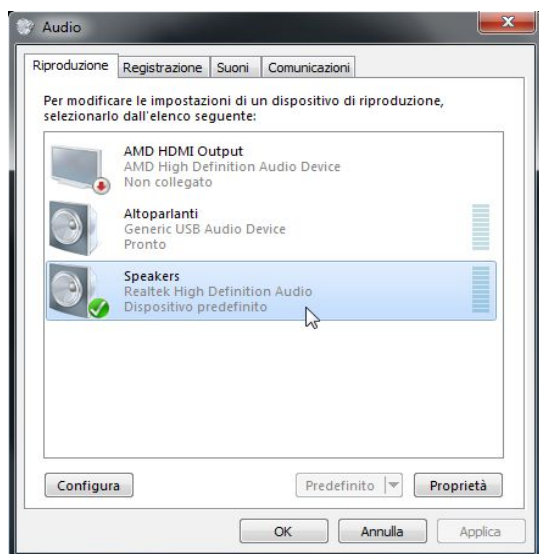 Audio
Riproduzione Registrazione Suoni Comunicazioni
Per modificare le impostazioni di un dispositivo di riproduzione,
selezionarlo dall'elenco seguente:
AMD HDMI Output
AMD High Definition Audio Device
Non collegato
Altoparlanti
Generic USB Audio Device
Pronto
Speakers
Realtek High Definition Audio
Dispositivo predefinito
Configura Predefinito Proprietà
OK Annulla Applica